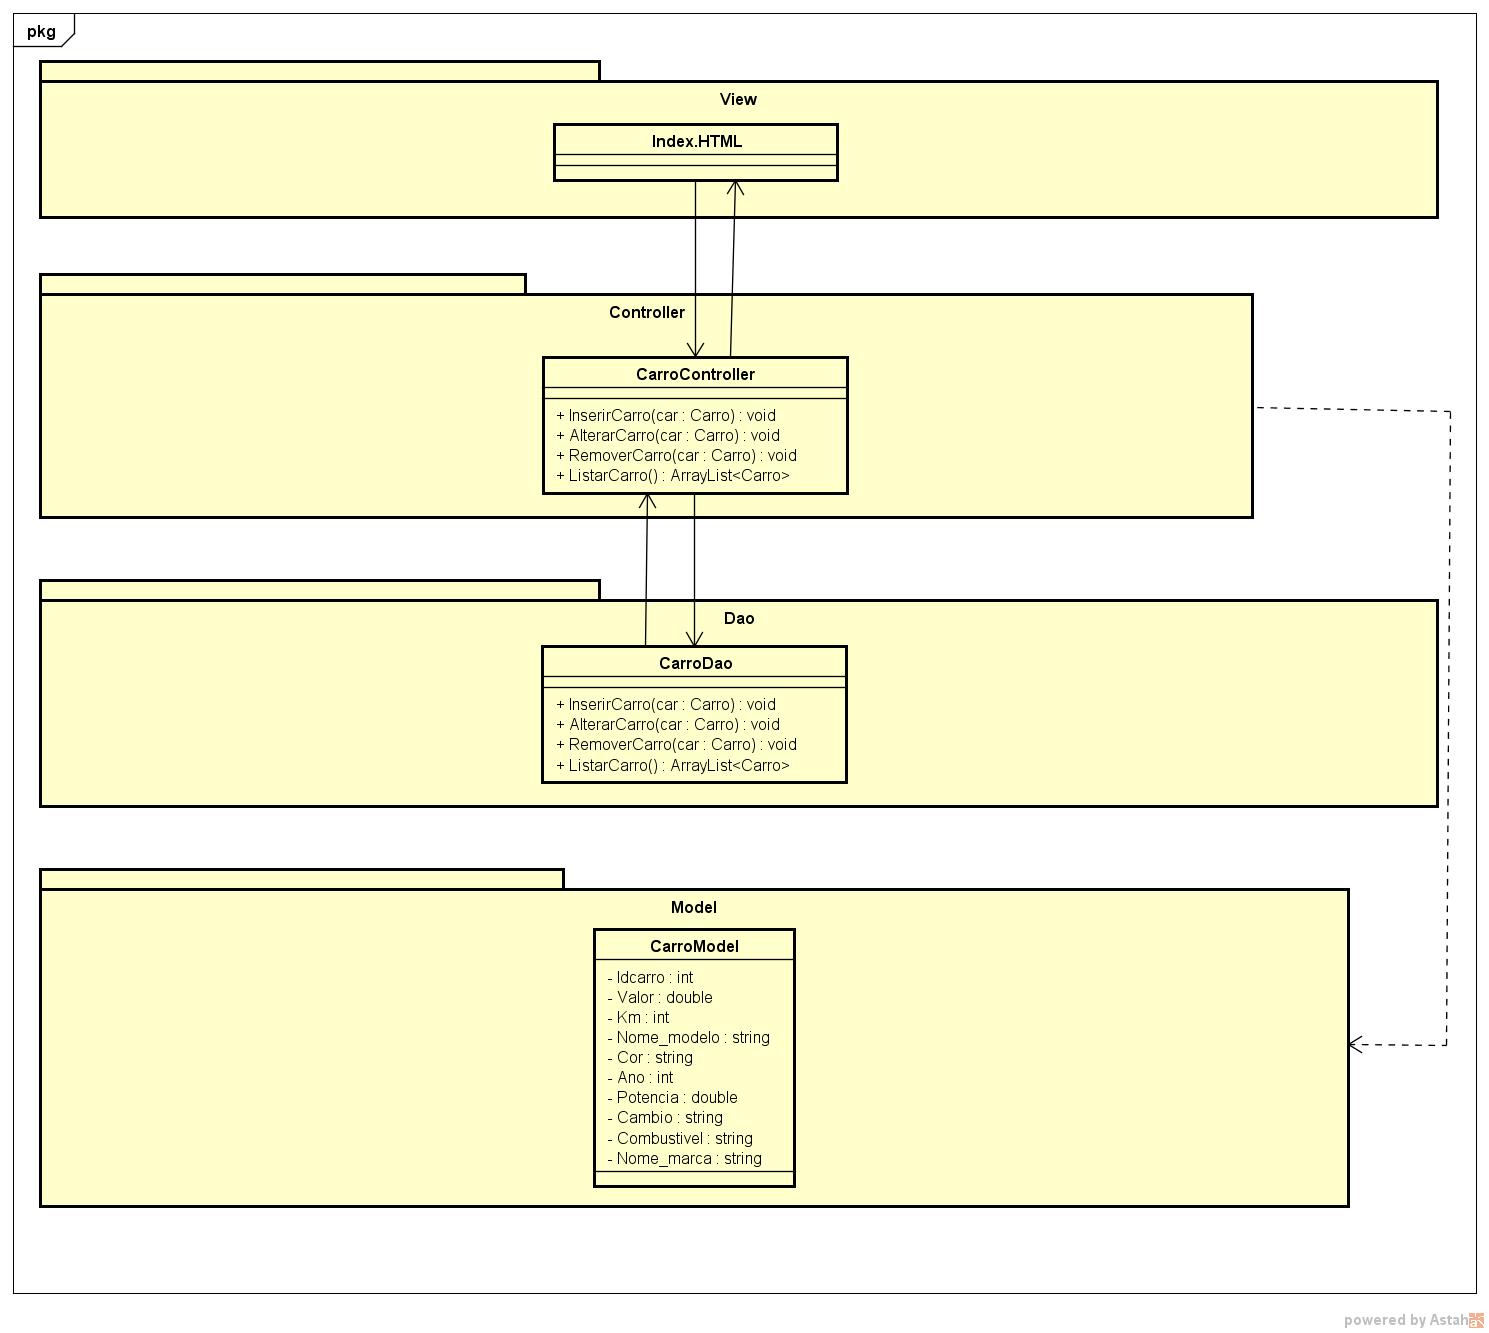 pkg
View
Index.HTML
Controller
CarroController
+ InserirCarro(car : Carro) : void
+ AlterarCarro(car : Carro) : void
+ RemoverCarro(car : Carro) : void
+ ListarCarro() : ArrayList<Carro>
Dao
CarroDao
+ InserirCarro(car : Carro) : void
+ AlterarCarro(car : Carro) : void
+ RemoverCarro(car : Carro) : void
+ ListarCarro() : ArrayList<Carro>
Model
CarroModel
- Idcarro : int
- Valor : double
- Km : int
- Nome_modelo : string
- Cor : string
- Ano : int
- Potencia : double
- Cambio : string
- Combustivel : string
- Nome_marca : string
powered by Astah